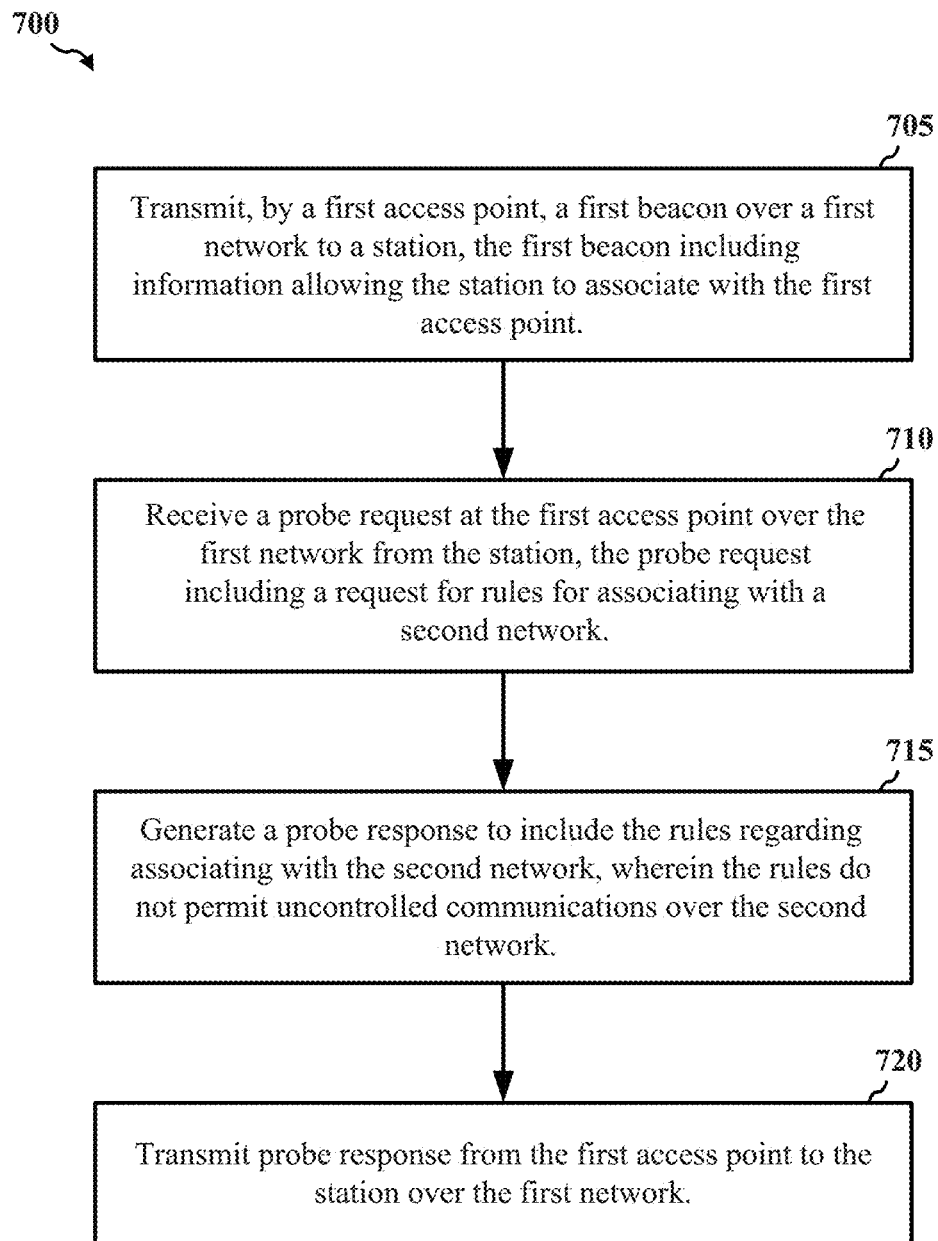 700
705
Transmit, by a first access point, a first beacon over a first
network to a station, the first beacon including
information allowing the station to associate with the first
access point.
710
Receive a probe request at the first access point over the
first network from the station, the probe request
including a request for rules for associating with a
second network.
715
Generate a probe response to include the rules regarding
associating with the second network, wherein the rules do
not permit uncontrolled communications over the second
network.
720
Transmit probe response from the first access point to the
station over the first network.